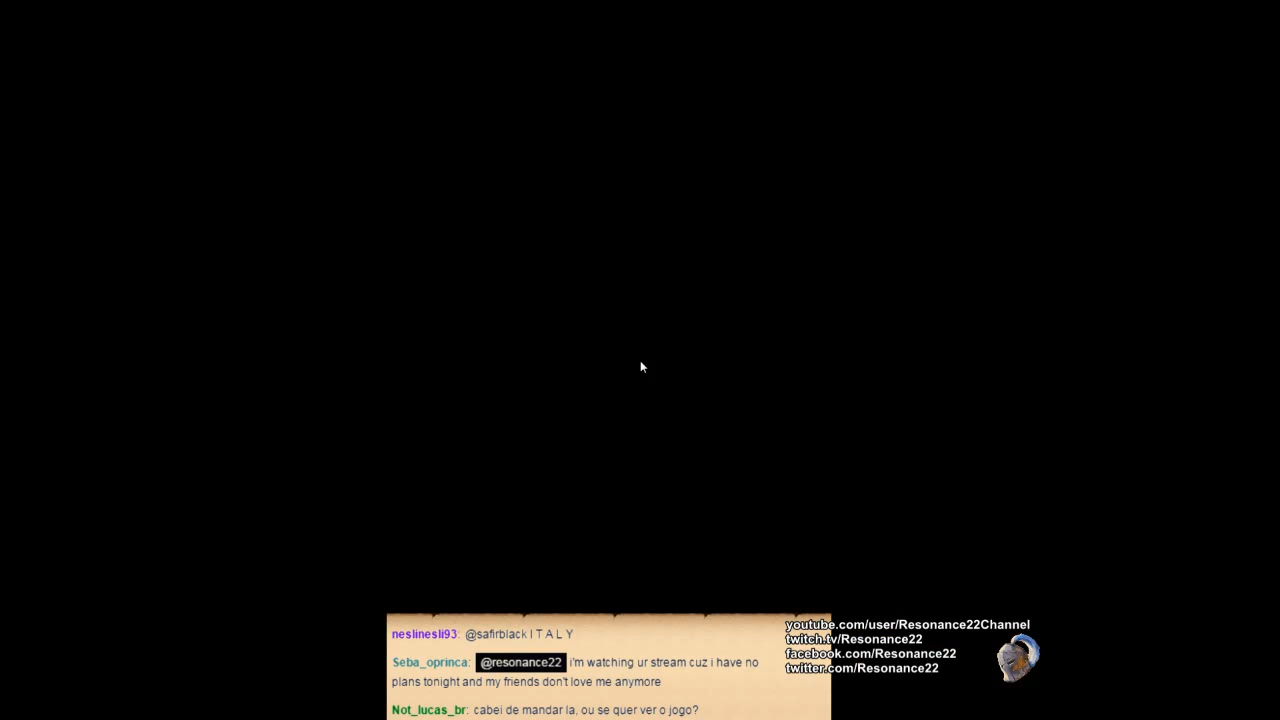 neslinesli93: @safirblack I T A L Y
Seba_oprinca: @resonance22 i'm watching ur stream cuz i have no
plans tonight and my friends don't love me anymore
Not_lucas_br: cabei de mandar la, ou se quer ver o jogo?
youtube.com/user/Resonance22Channel
twitch.tv/Resonance22
facebook.com/Resonance22
twitter.com/Resonance22